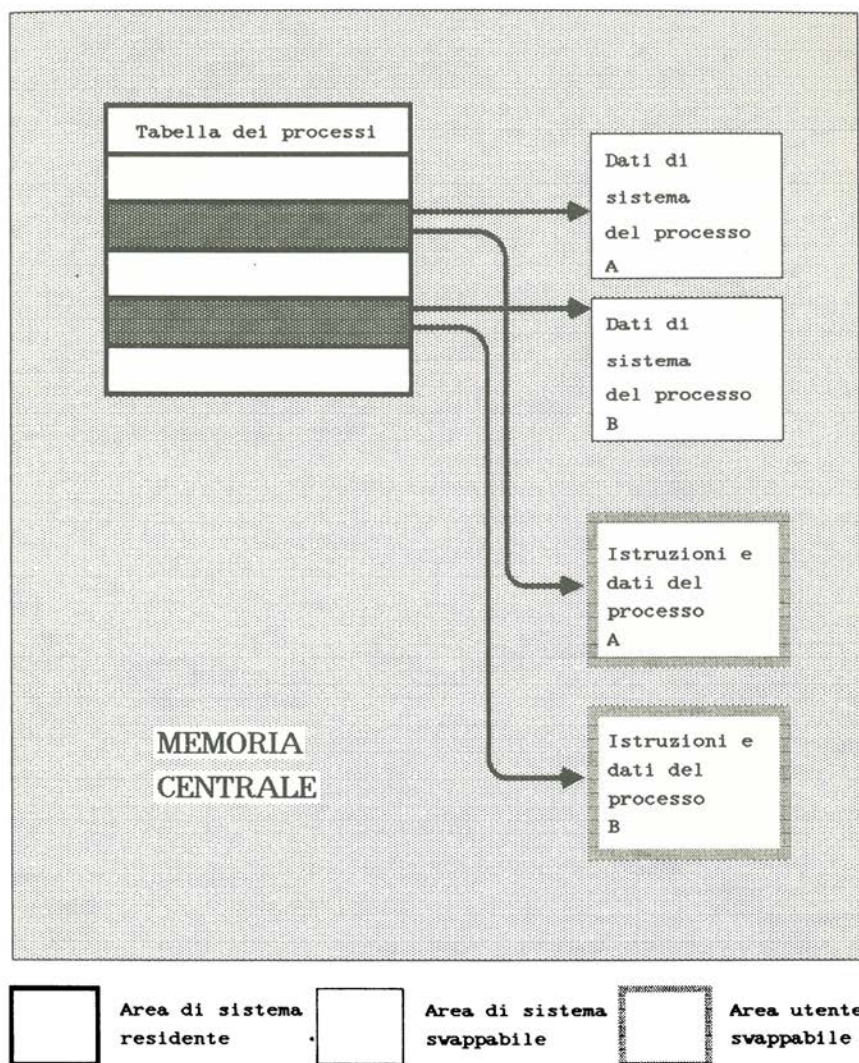 Tabella dei processi
Dati di
sistema
del processo
A
Dati di
sistema
del processo
B
Istruzioni e
dati del
processo
A
Istruzioni e
dati del
processo
B
MEMORIA
CENTRALE
Area di sistema
residente
Area di sistema
swappabile
Area utente
swappabile